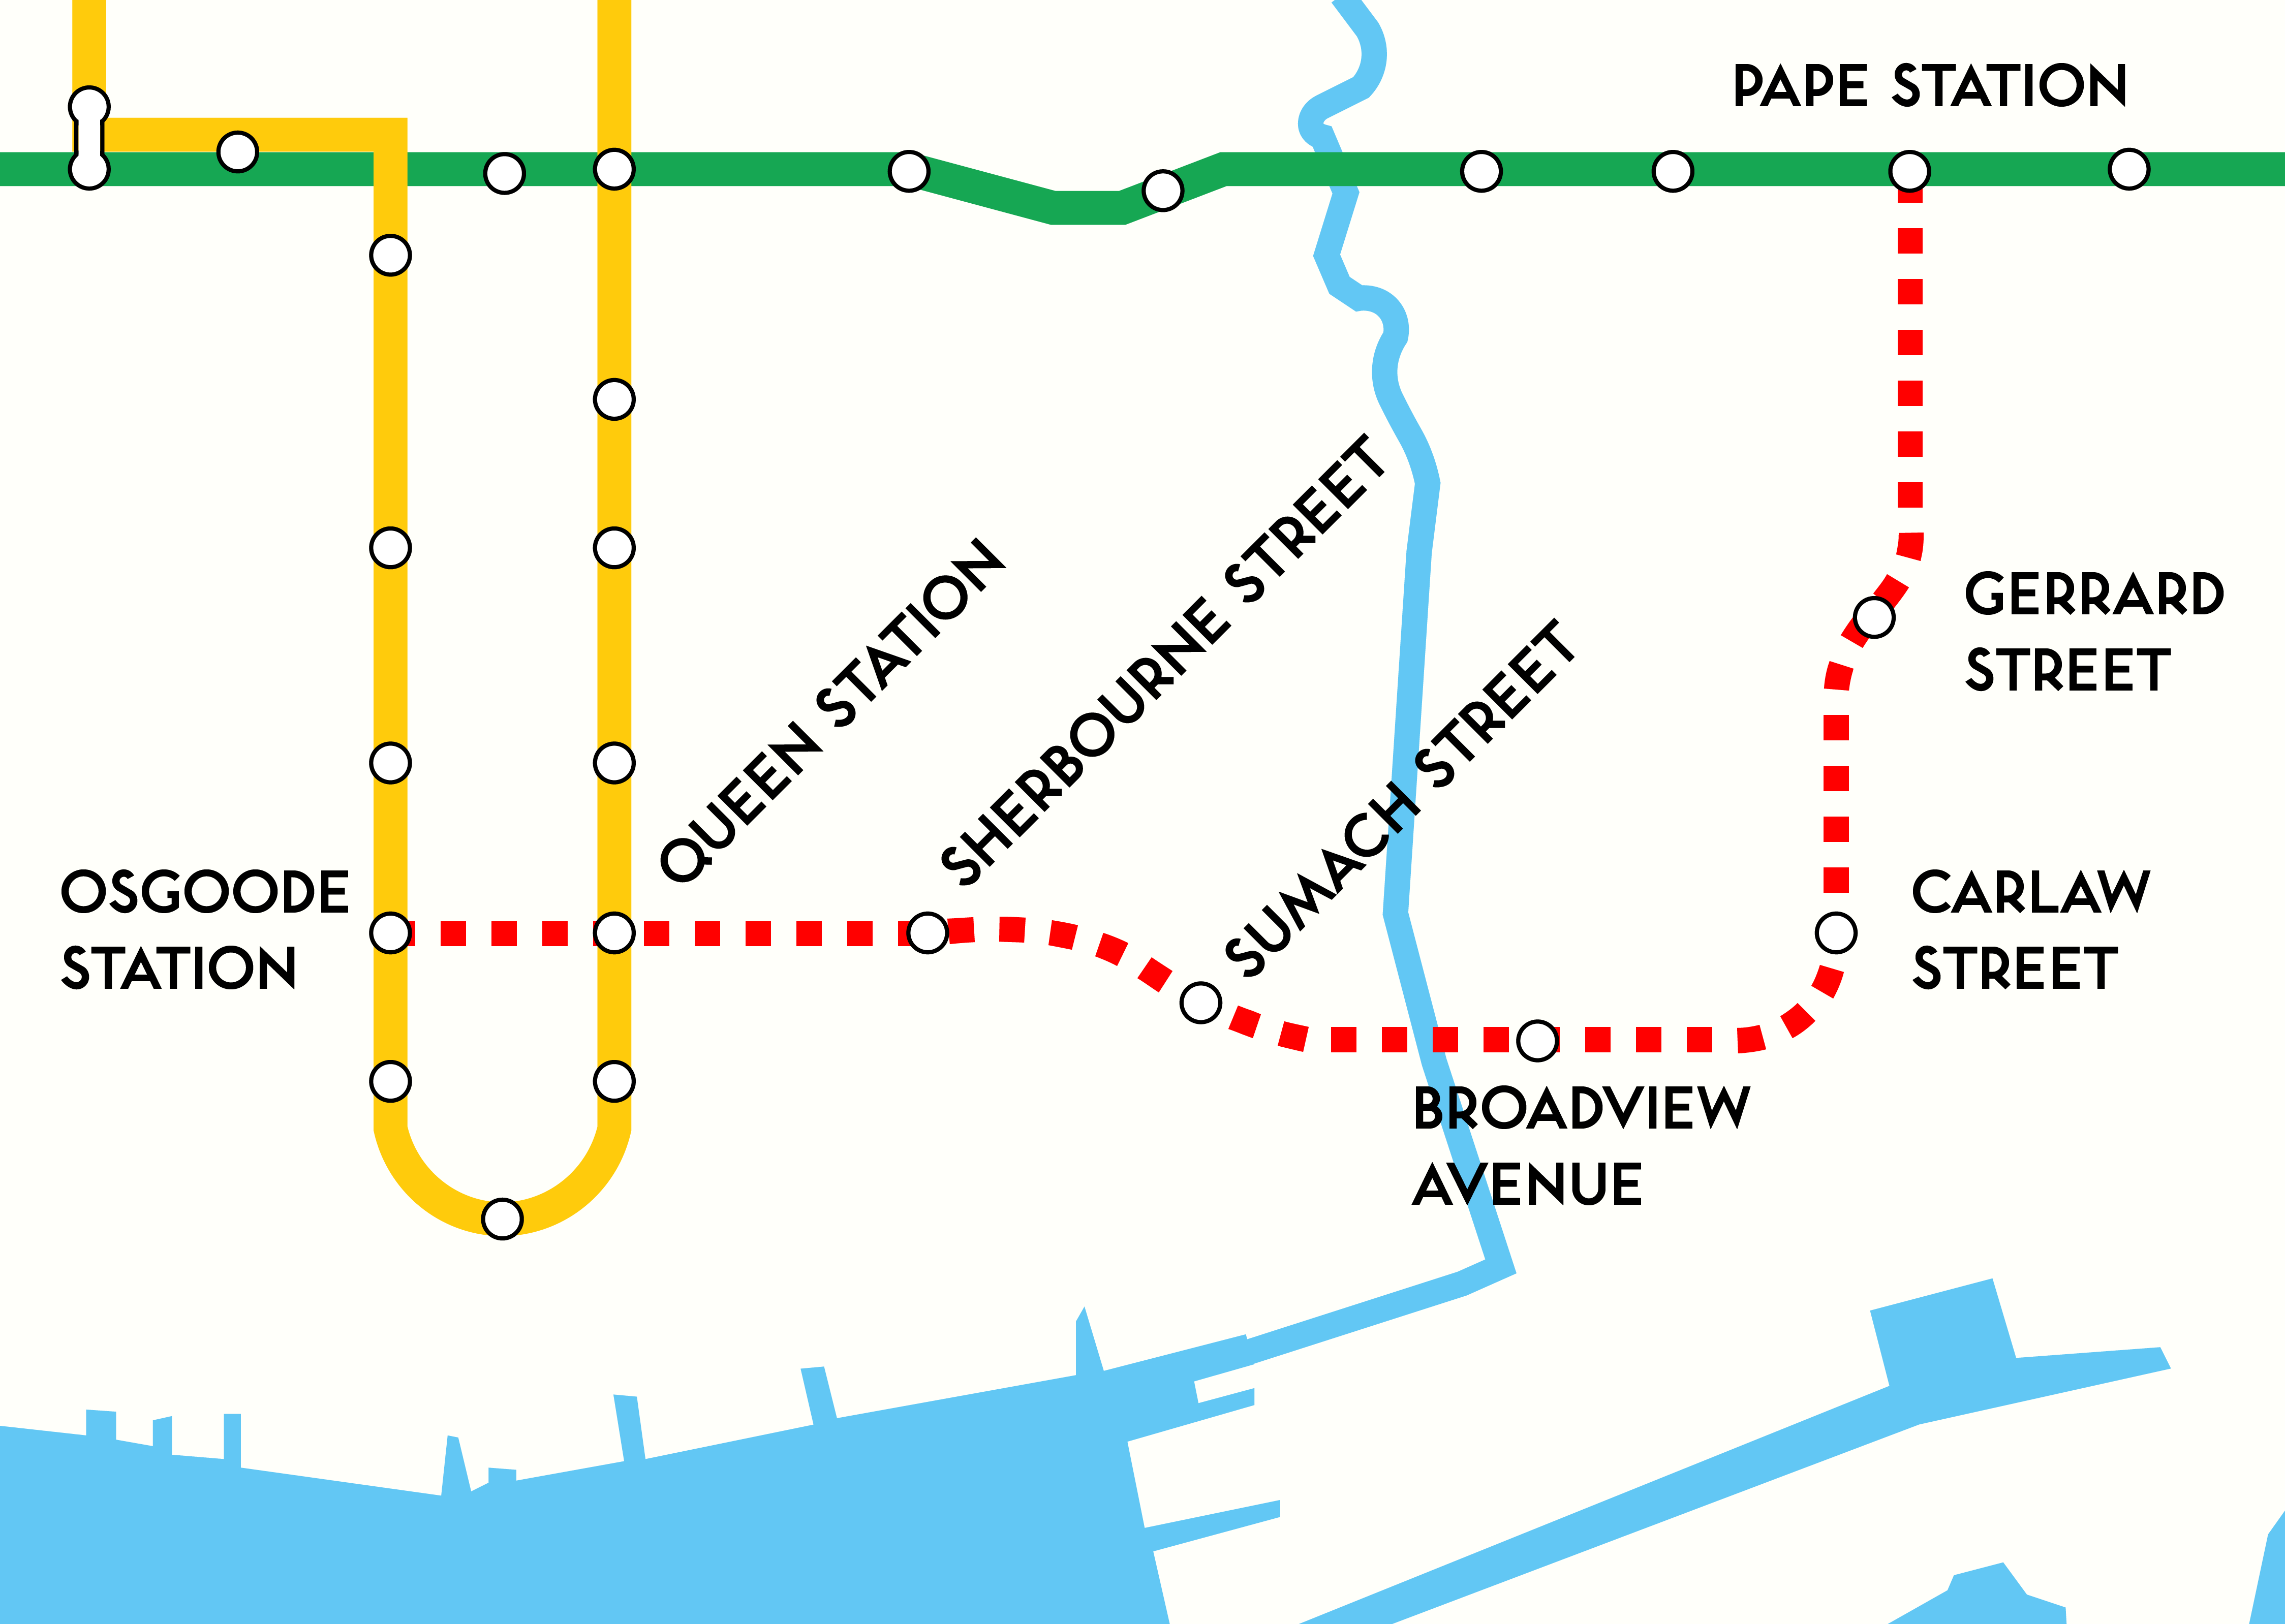 PAPE STATION
QUEEN STATION
SHERBOURNE STREET
SUMACH STREET
GERRARD
STREET
OSGOODE
STATION
CARLAW
STREET
BROADVIEW
AVENUE